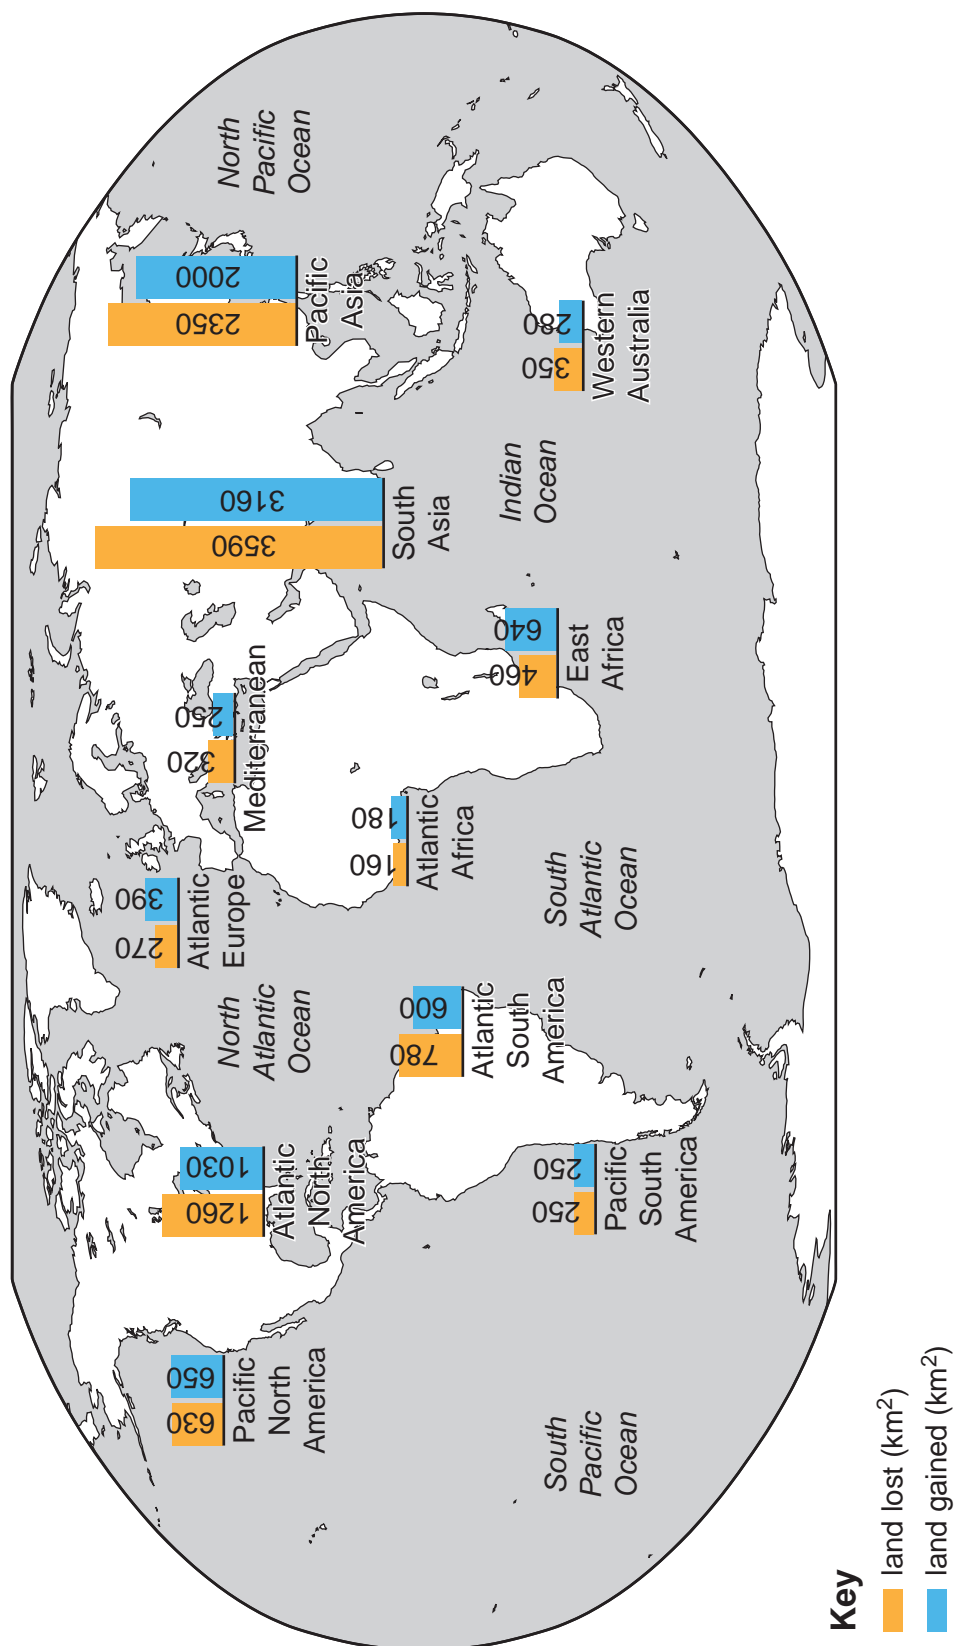 North
Pacific
Ocean
2350
2000
Pacific
Asia
350
280
Western
Australia
3590
3160
South
Asia
Indian
Ocean
460
640
East
Africa
320
250
Mediterranean
160
180
Atlantic
Africa
270
390
Atlantic
Europe
South
Atlantic
Ocean
North
Atlantic
Ocean
780
600
Atlantic
South
America
1260
1030
Atlantic
North
America
250
250
Pacific
South
America
630
650
Pacific
North
America
South
Pacific
Ocean
Key
land lost (km²)
land gained (km²)